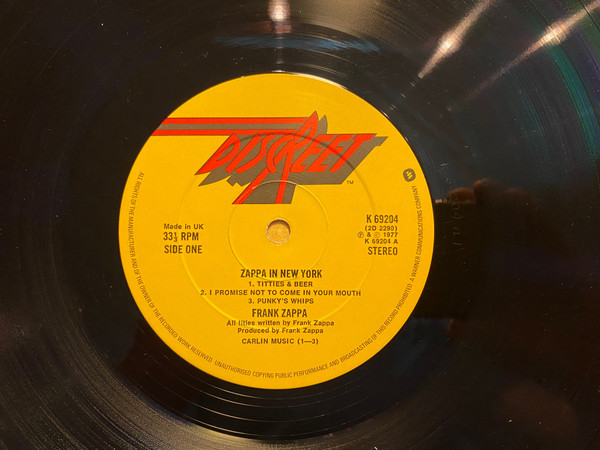 DISCREET
TM
Made in UK
33⅓ RPM
SIDE ONE
K 69204
(2D 2290)
℗ & © 1977
K 69204 A
STEREO
ZAPPA IN NEW YORK
1. TITTIES & BEER
2. I PROMISE NOT TO COME IN YOUR MOUTH
3. PUNKY'S WHIPS
FRANK ZAPPA
All titles written by Frank Zappa
Produced by Frank Zappa
CARLIN MUSIC (1—3)
ALL RIGHTS OF THE MANUFACTURER AND OF THE OWNER OF THE RECORDED WORK RESERVED. UNAUTHORISED COPYING PUBLIC PERFORMANCE AND BROADCASTING OF THIS RECORD PROHIBITED. A WARNER COMMUNICATIONS COMPANY.